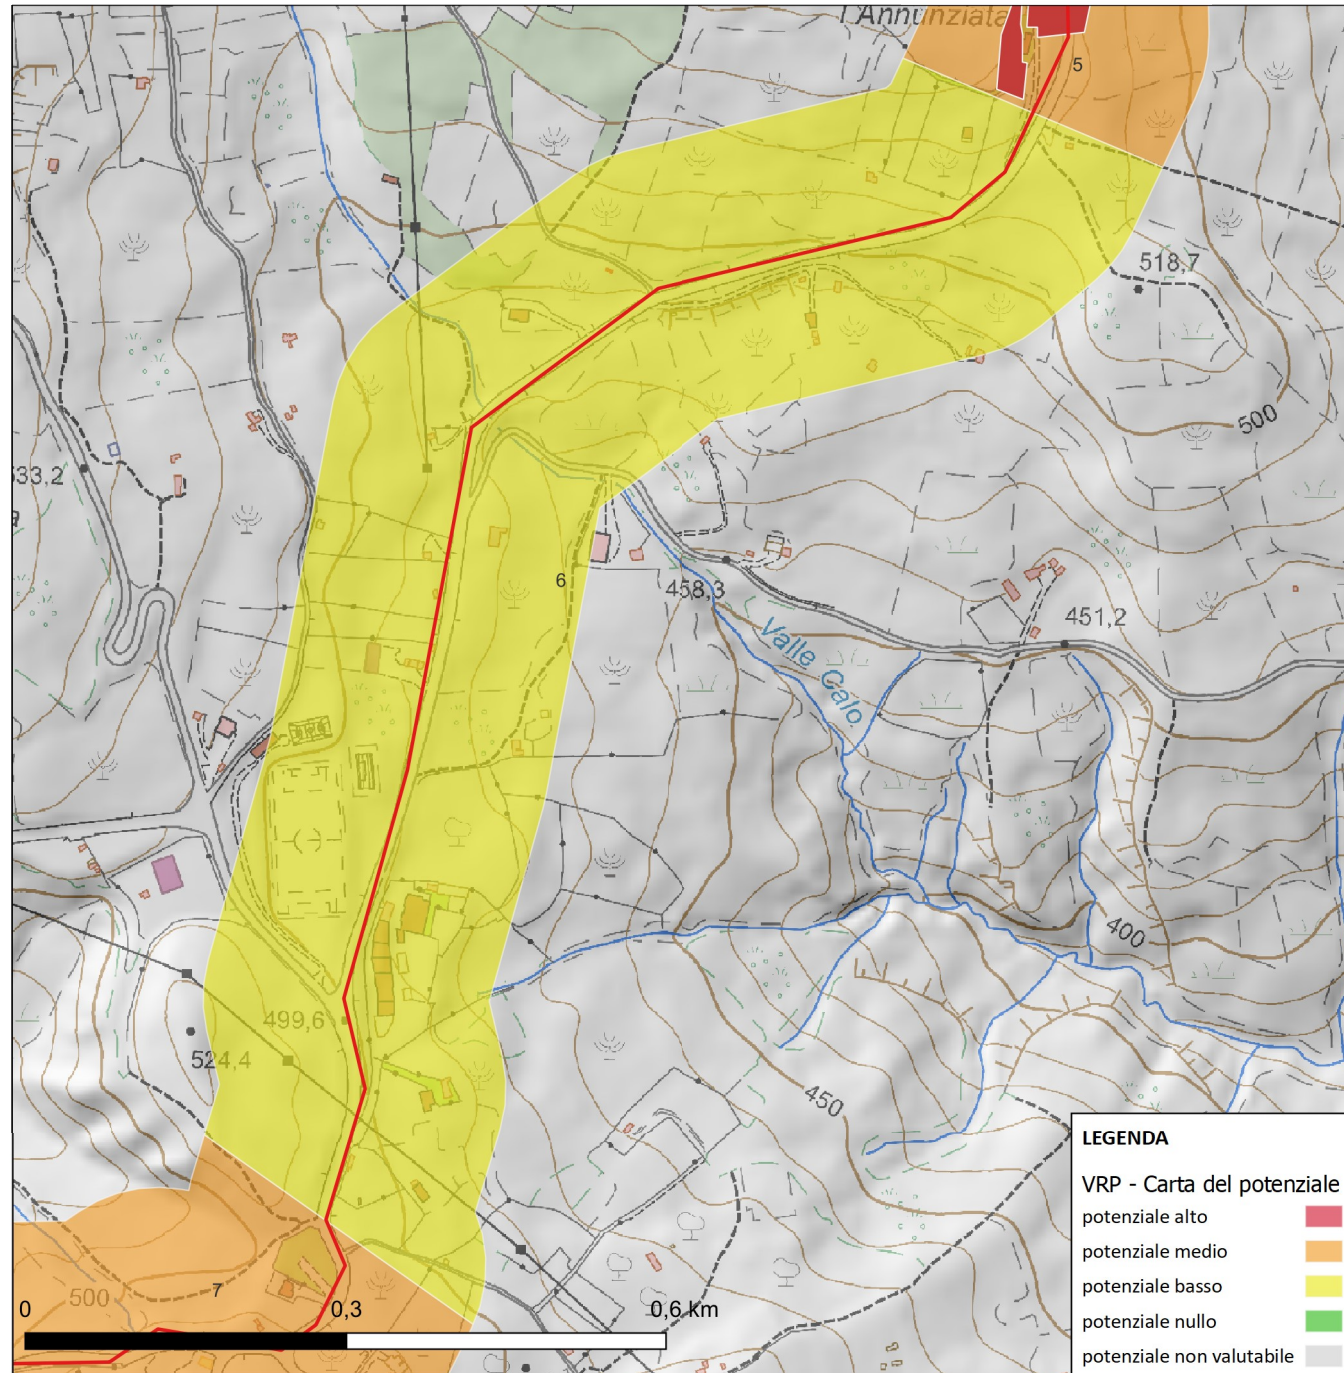 l'Annunziata
5
518,7
500
533,2
6
458,3
451,2
Valle Calo.
400
499,6
524,4
450
7
500
0 0,3 0,6 km
LEGENDA
VRP - Carta del potenziale
potenziale alto
potenziale medio
potenziale basso
potenziale nullo
potenziale non valutabile